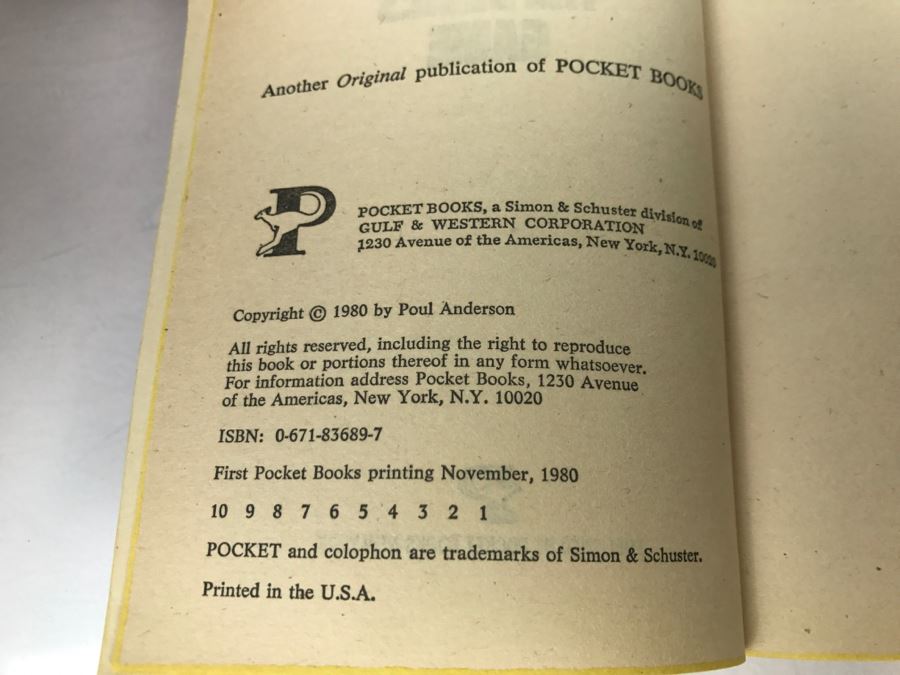 Another Original publication of POCKET BOOKS
P
POCKET BOOKS, a Simon & Schuster division of
GULF & WESTERN CORPORATION
1230 Avenue of the Americas, New York, N.Y. 10020
Copyright © 1980 by Poul Anderson
All rights reserved, including the right to reproduce
this book or portions thereof in any form whatsoever.
For information address Pocket Books, 1230 Avenue
of the Americas, New York, N.Y. 10020
ISBN: 0-671-83689-7
First Pocket Books printing November, 1980
10 9 8 7 6 5 4 3 2 1
POCKET and colophon are trademarks of Simon & Schuster.
Printed in the U.S.A.